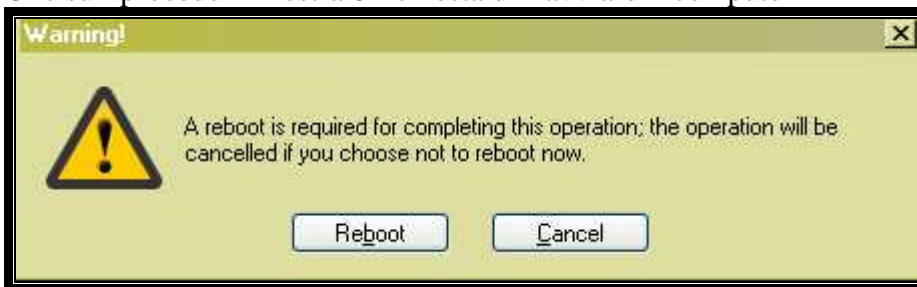 Warning!
A reboot is required for completing this operation; the operation will be
cancelled if you choose not to reboot now.
Reboot
Cancel